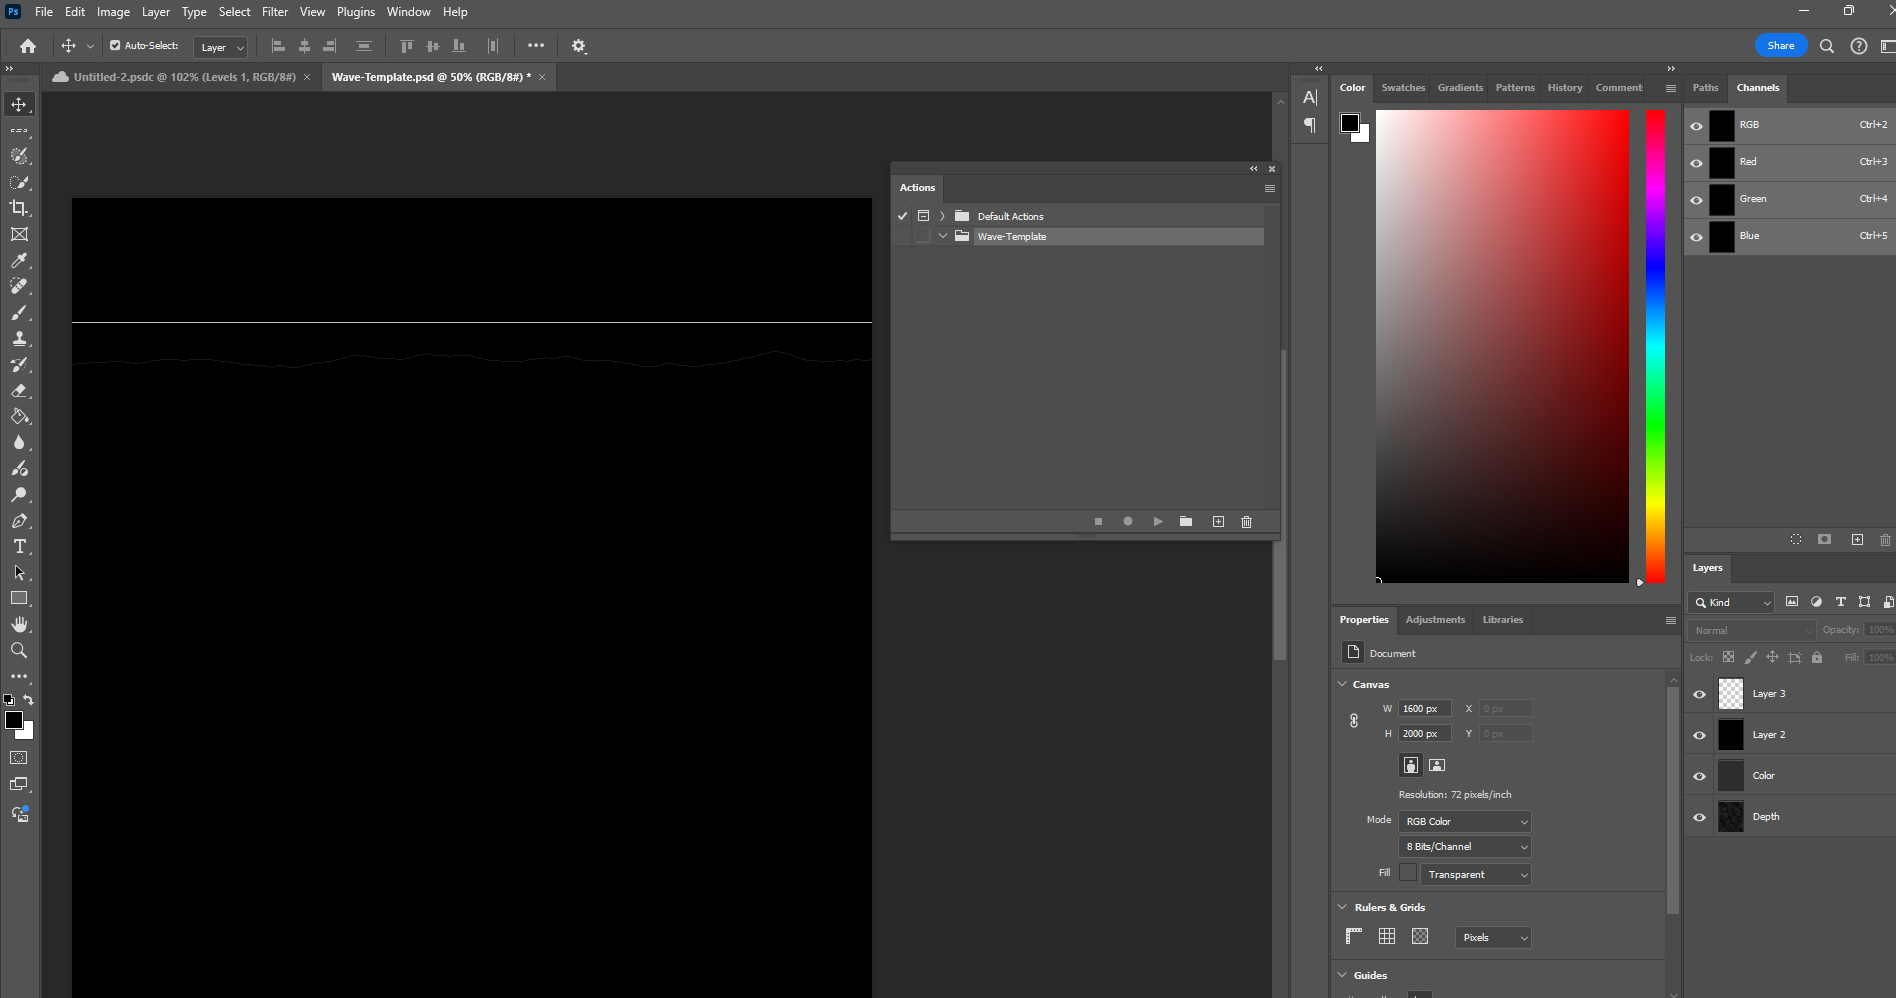 Ps File Edit Image Layer Type Select Filter View Plugins Window Help
Auto-Select: Layer Share
Untitled-2.psdc @ 102% (Levels 1, RGB/8#) × Wave-Template.psd @ 50% (RGB/8#) * ×
Actions
Default Actions
Wave-Template
Color Swatches Gradients Patterns History Comment
Properties Adjustments Libraries
Document
Canvas
W 1600 px X 0 px
H 2000 px Y 0 px
Resolution: 72 pixels/inch
Mode RGB Color
8 Bits/Channel
Fill Transparent
Rulers & Grids
Pixels
Guides
Paths Channels
RGB Ctrl+2
Red Ctrl+3
Green Ctrl+4
Blue Ctrl+5
Layers
Kind
Normal Opacity: 100%
Lock: Fill: 100%
Layer 3
Layer 2
Color
Depth